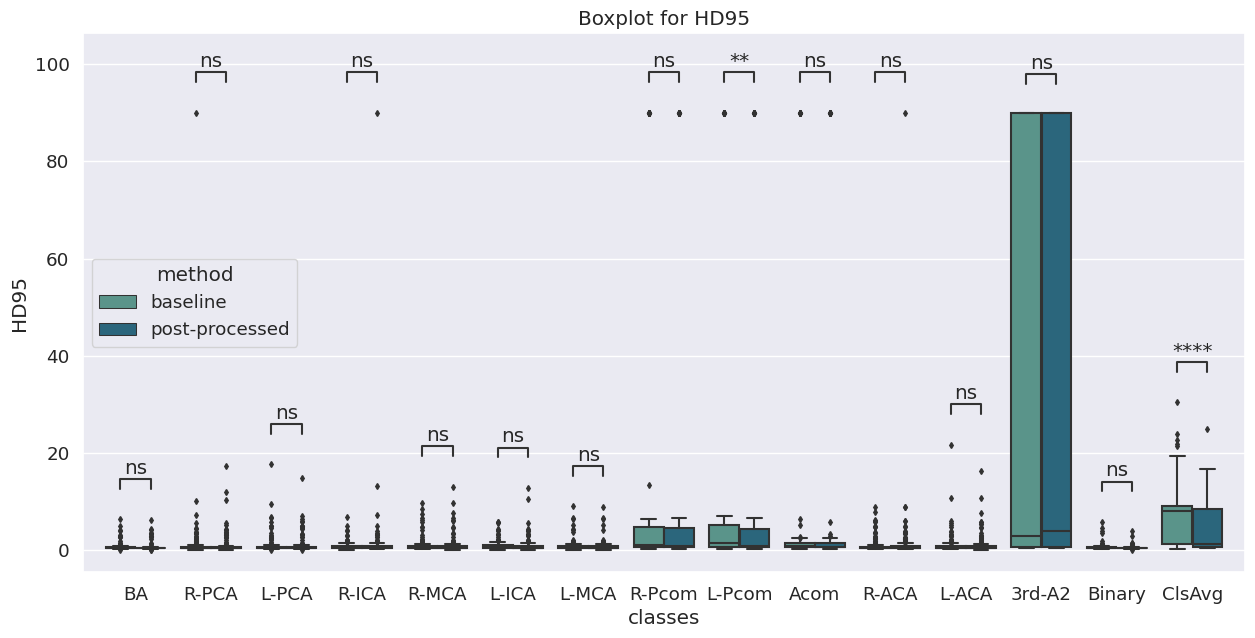 Boxplot for HD95
HD95
100
80
60
40
20
0
ns
ns
ns
ns
ns
ns
ns
ns
**
ns
ns
ns
ns
ns
****
method
baseline
post-processed
BA R-PCA L-PCA R-ICA R-MCA L-ICA L-MCA R-Pcom L-Pcom Acom R-ACA L-ACA 3rd-A2 Binary ClsAvg
classes